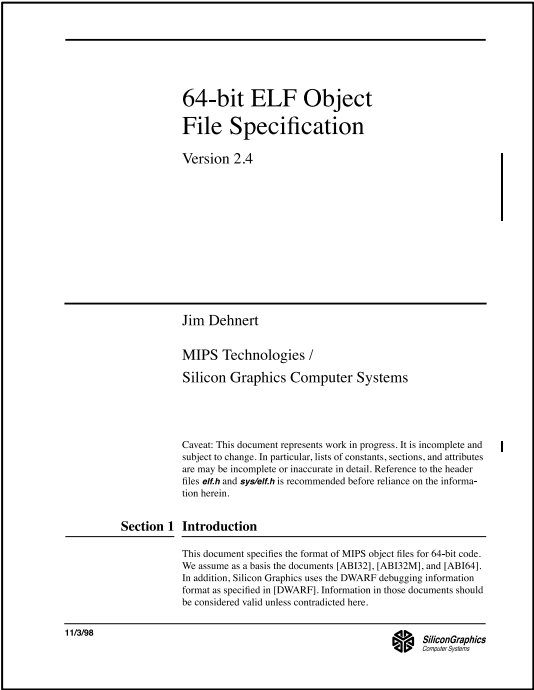 64-bit ELF Object
File Specification
Version 2.4
Jim Dehnert
MIPS Technologies /
Silicon Graphics Computer Systems
Caveat: This document represents work in progress. It is incomplete and
subject to change. In particular, lists of constants, sections, and attributes
are may be incomplete or inaccurate in detail. Reference to the header
files elf.h and sys/elf.h is recommended before reliance on the informa-
tion herein.
Section 1 Introduction
This document specifies the format of MIPS object files for 64-bit code.
We assume as a basis the documents [ABI32], [ABI32M], and [ABI64].
In addition, Silicon Graphics uses the DWARF debugging information
format as specified in [DWARF]. Information in those documents should
be considered valid unless contradicted here.
11/3/98
SiliconGraphics
Computer Systems